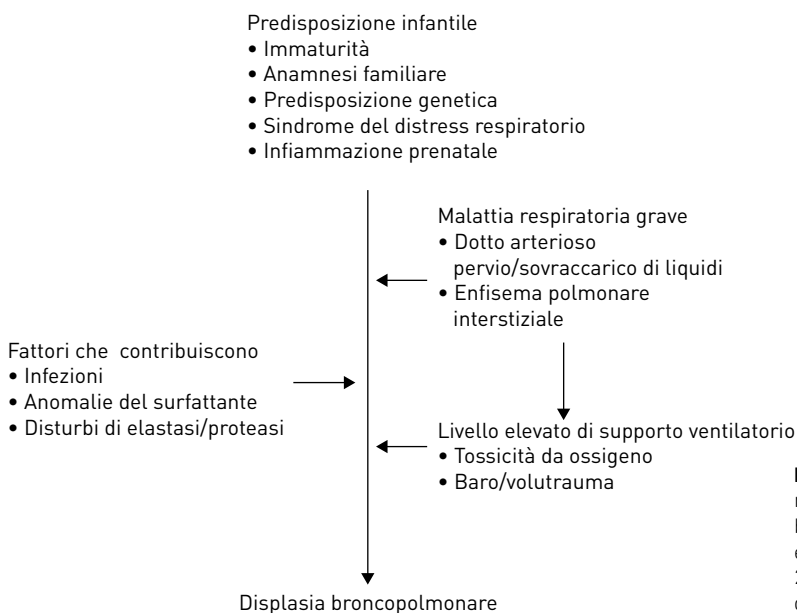 Predisposizione infantile
• Immaturità
• Anamnesi familiare
• Predisposizione genetica
• Sindrome del distress respiratorio
• Infiammazione prenatale
Malattia respiratoria grave
• Dotto arterioso
pervio/sovraccarico di liquidi
• Enfisema polmonare
interstiziale
Fattori che contribuiscono
• Infezioni
• Anomalie del surfattante
• Disturbi di elastasi/proteasi
Livello elevato di supporto ventilatorio
• Tossicità da ossigeno
• Baro/volutrauma
Displasia broncopolmonare